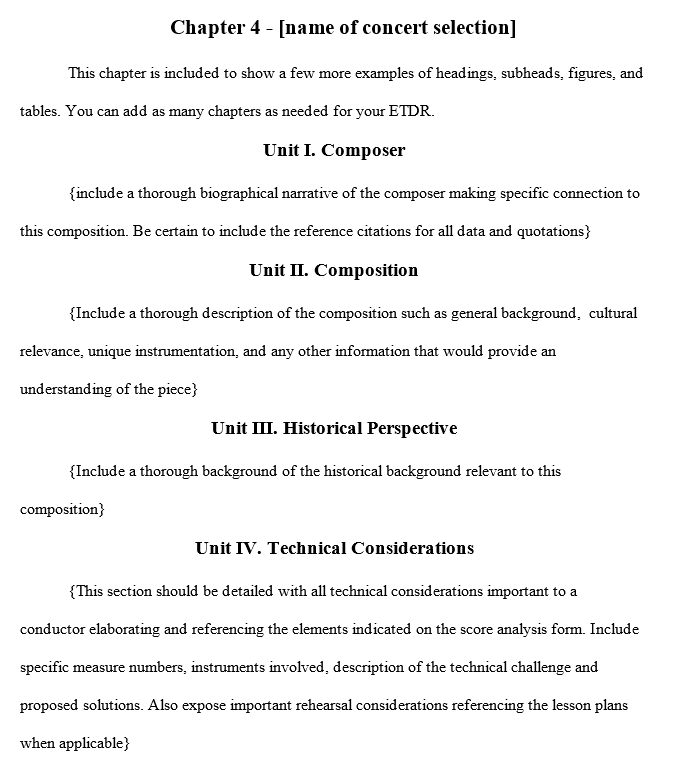 Chapter 4 - [name of concert selection]
This chapter is included to show a few more examples of headings, subheads, figures, and
tables. You can add as many chapters as needed for your ETDR.
Unit I. Composer
{include a thorough biographical narrative of the composer making specific connection to
this composition. Be certain to include the reference citations for all data and quotations}
Unit II. Composition
{Include a thorough description of the composition such as general background,  cultural
relevance, unique instrumentation, and any other information that would provide an
understanding of the piece}
Unit III. Historical Perspective
{Include a thorough background of the historical background relevant to this
composition}
Unit IV. Technical Considerations
{This section should be detailed with all technical considerations important to a
conductor elaborating and referencing the elements indicated on the score analysis form. Include
specific measure numbers, instruments involved, description of the technical challenge and
proposed solutions. Also expose important rehearsal considerations referencing the lesson plans
when applicable}